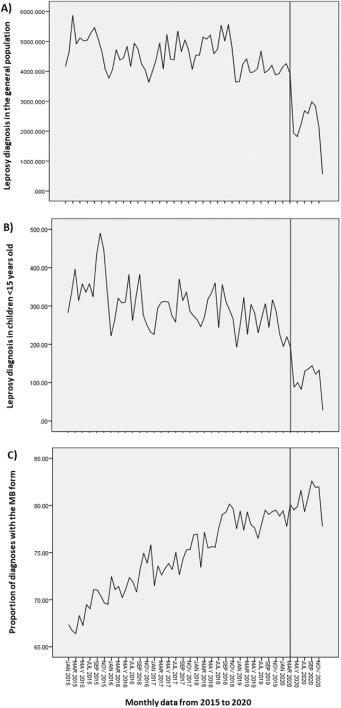 A)
Leprosy diagnosis in the general population
6000.000
5000.000
4000.000
3000.000
2000.000
1000.000
.000
B)
Leprosy diagnosis in children <15 years old
500.00
400.00
300.00
200.00
100.00
.00
C)
Proportion of diagnoses with the MB form
85.00
80.00
75.00
70.00
65.00
JAN 2015
MAR 2015
MAY 2015
JUL 2015
SEP 2015
NOV 2015
JAN 2016
MAR 2016
MAY 2016
JUL 2016
SEP 2016
NOV 2016
JAN 2017
MAR 2017
MAY 2017
JUL 2017
SEP 2017
NOV 2017
JAN 2018
MAR 2018
MAY 2018
JUL 2018
SEP 2018
NOV 2018
JAN 2019
MAR 2019
MAY 2019
JUL 2019
SEP 2019
NOV 2019
JAN 2020
MAR 2020
MAY 2020
JUL 2020
SEP 2020
NOV 2020
Monthly data from 2015 to 2020